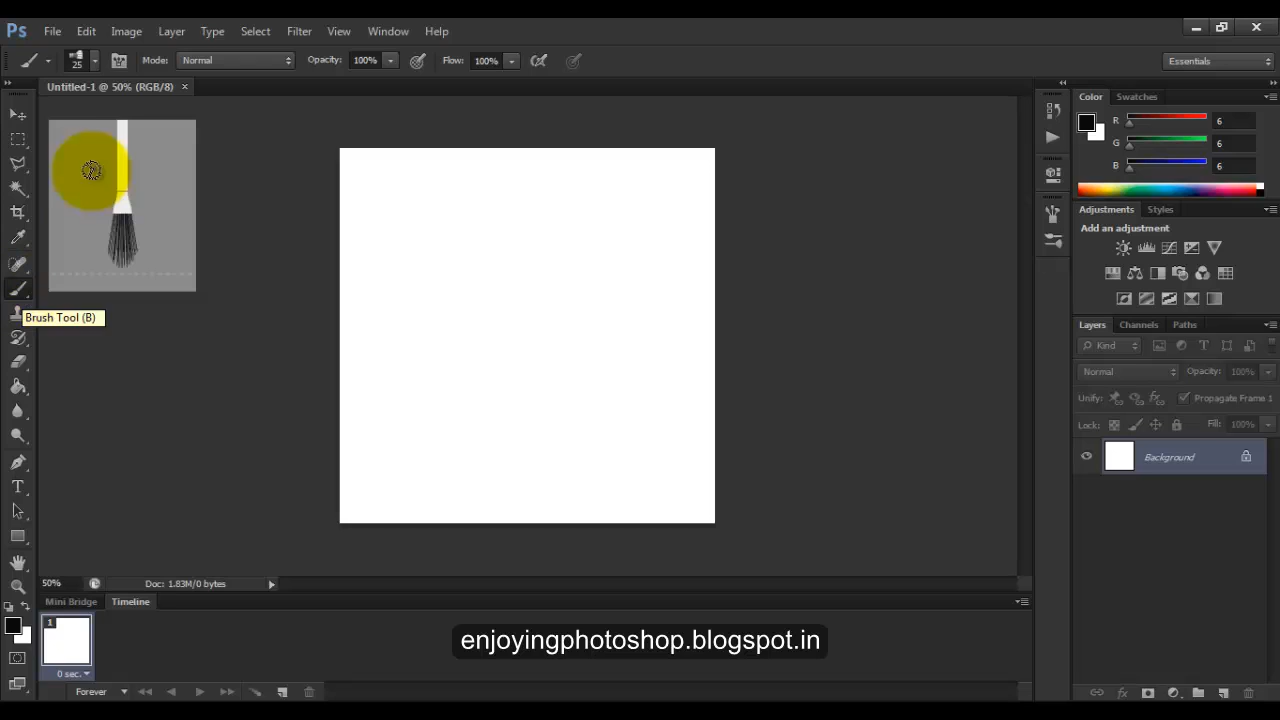 Ps File Edit Image Layer Type Select Filter View Window Help
25 Mode: Normal Opacity: 100% Flow: 100% Essentials
Untitled-1 @ 50% (RGB/8) ×
Color Swatches
R 6
G 6
B 6
Adjustments Styles
Add an adjustment
Brush Tool (B)
Layers Channels Paths
Kind
Normal Opacity: 100%
Unify: Propagate Frame 1
Lock: Fill: 100%
Background
50% Doc: 1.83M/0 bytes
Mini Bridge Timeline
1
0 sec.
Forever
enjoyingphotoshop.blogspot.in